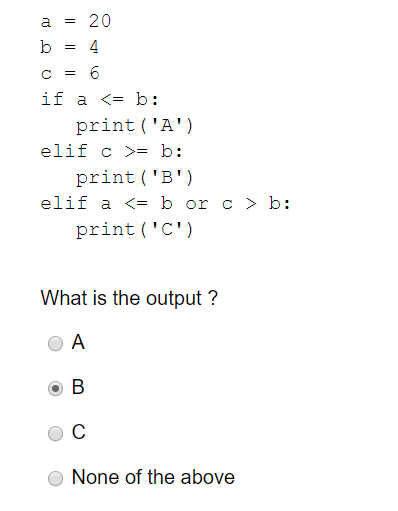 a = 20
b = 4
c = 6
if a <= b:
   print('A')
elif c >= b:
   print('B')
elif a <= b or c > b:
   print('C')
What is the output ?
A
B
C
None of the above